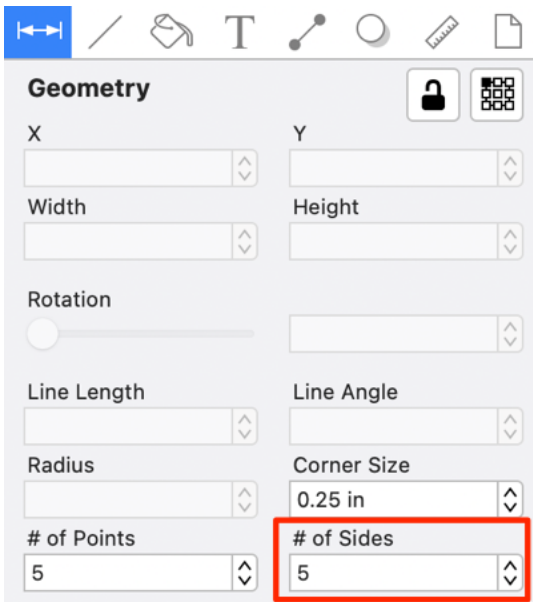 T
Geometry
X Y
Width Height
Rotation
Line Length Line Angle
Radius Corner Size
0.25 in
# of Points # of Sides
5 5